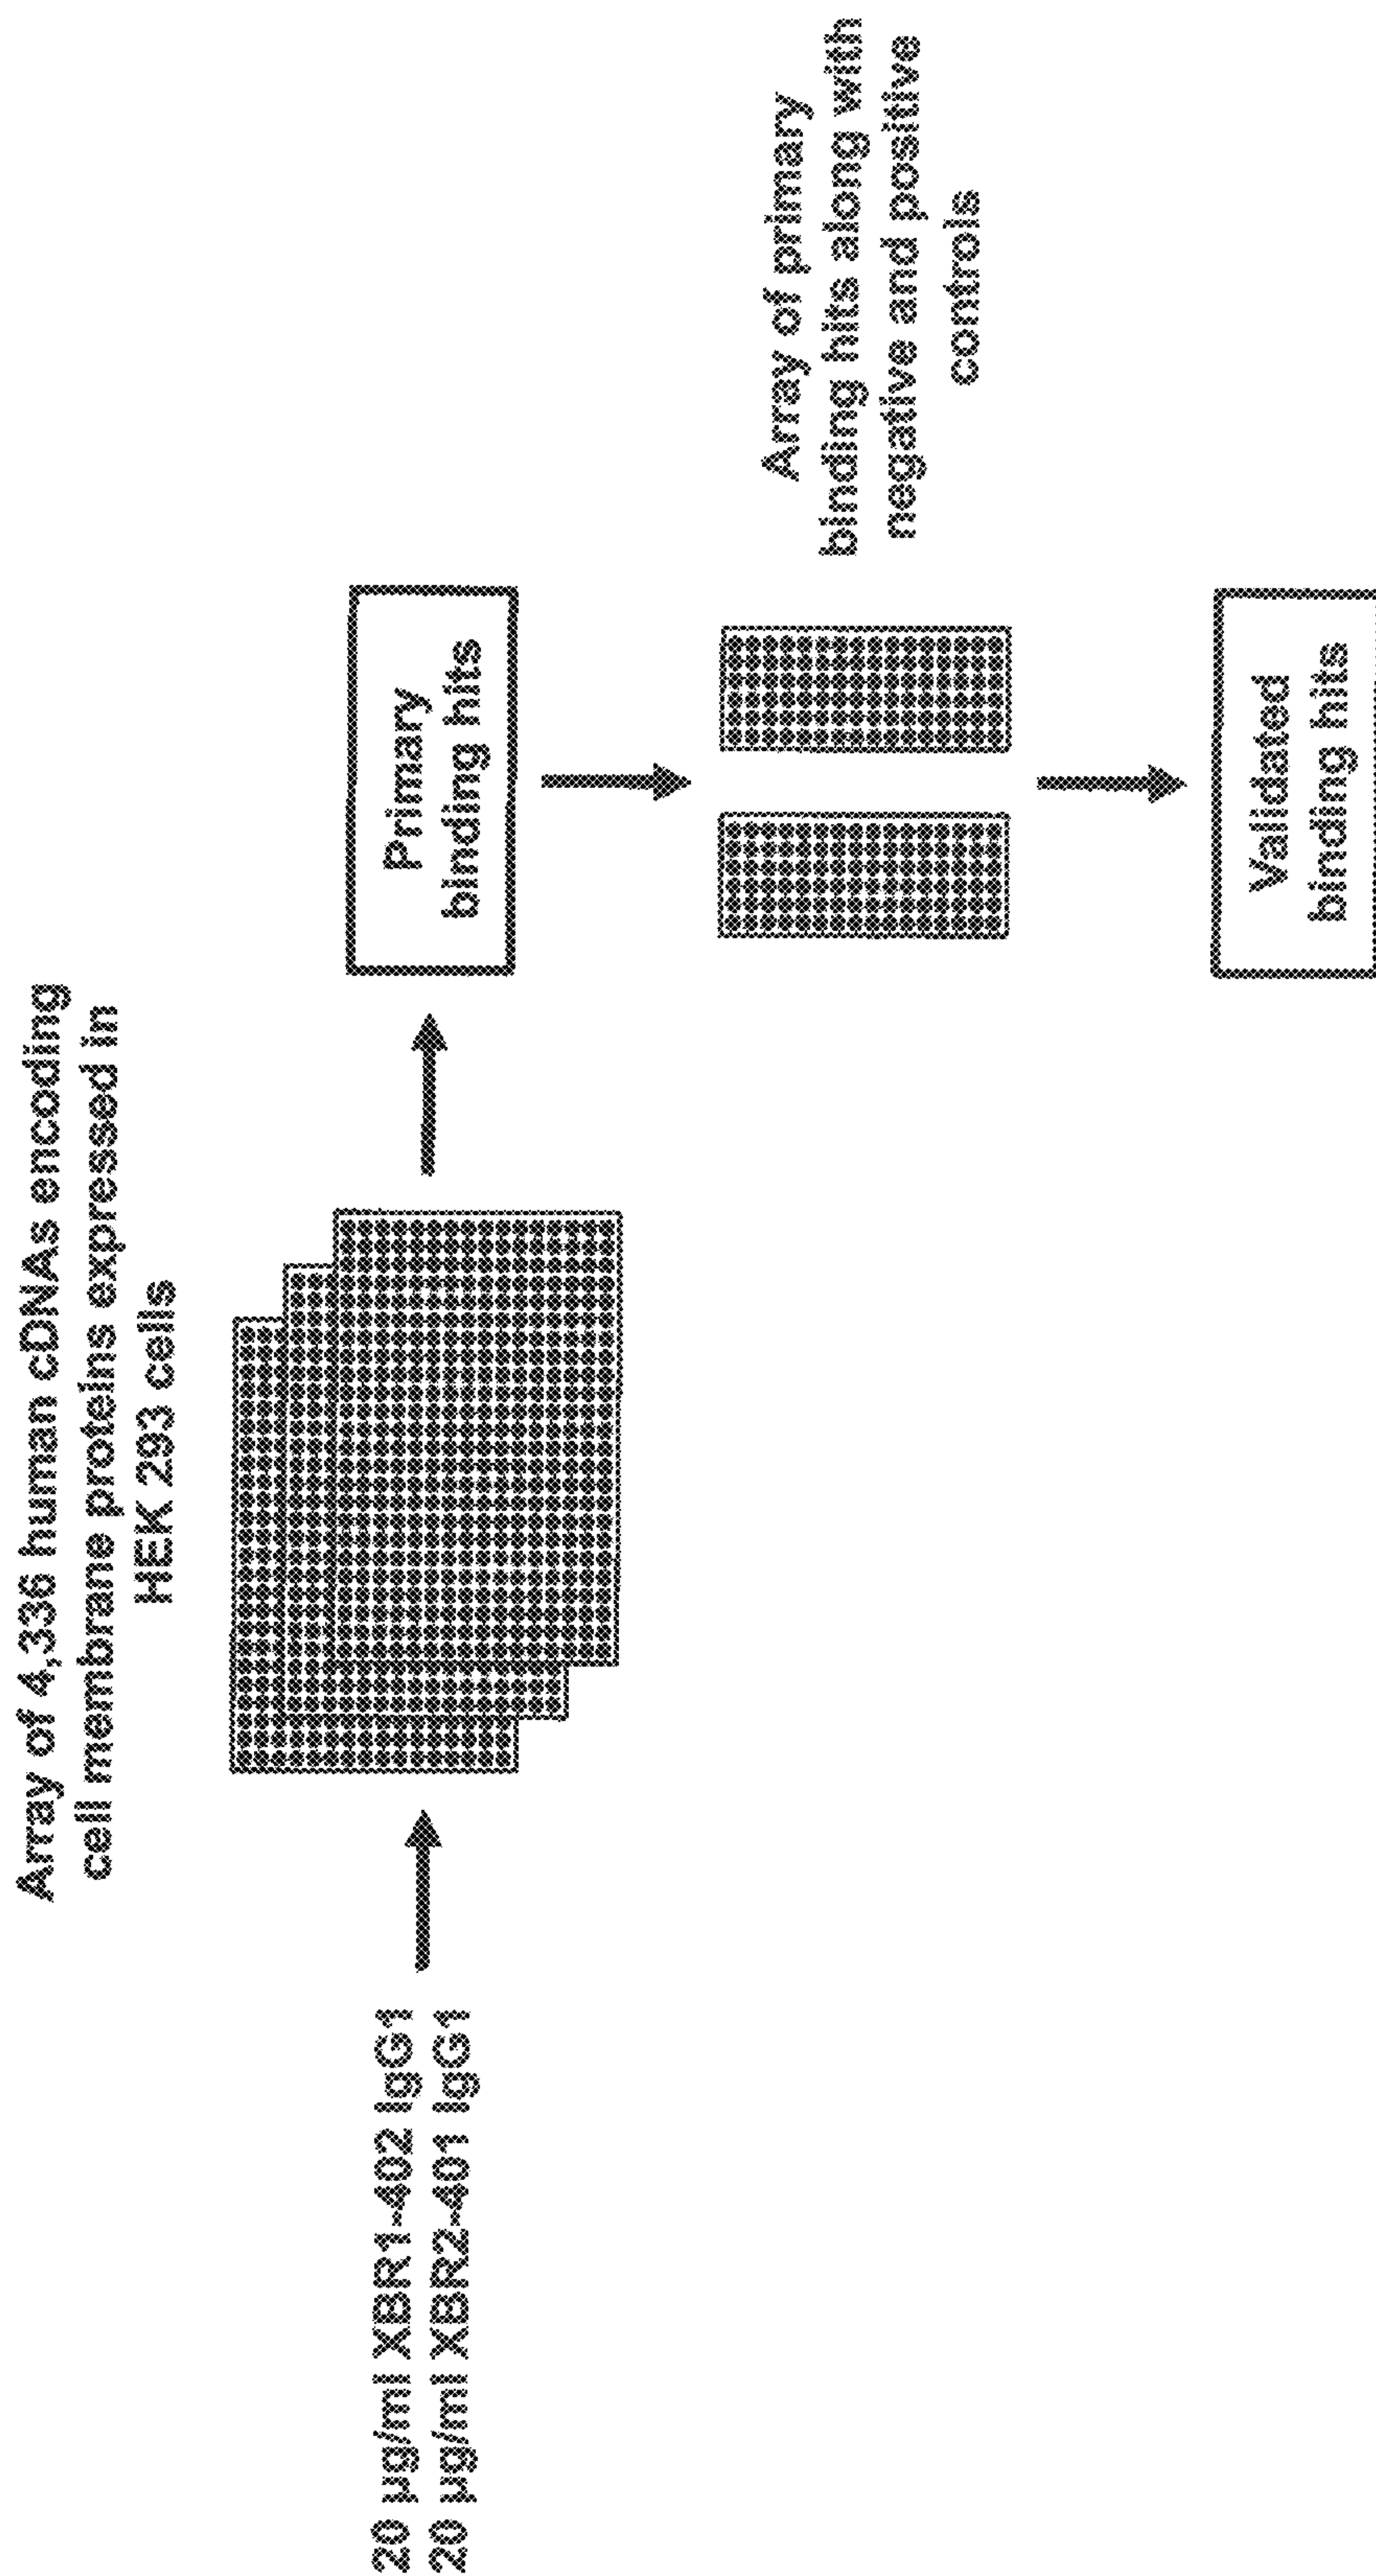 Array of 4,336 human cDNAs encoding
cell membrane proteins expressed in
HEK 293 cells
20 µg/ml XBR1-402 IgG1
20 µg/ml XBR2-401 IgG1
Primary
binding hits
Array of primary
binding hits along with
negative and positive
controls
Validated
binding hits